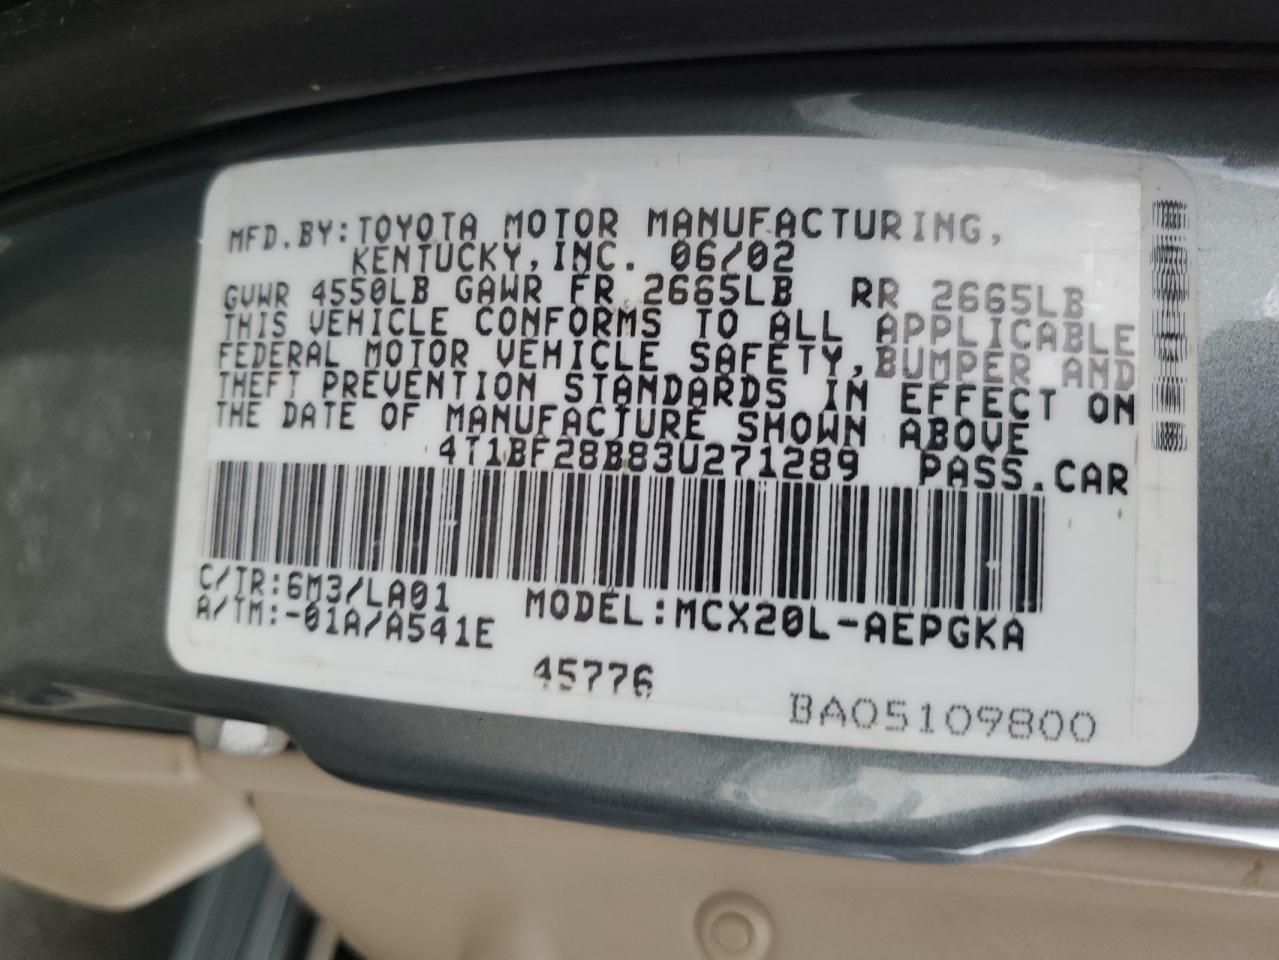 MFD.BY:TOYOTA MOTOR MANUFACTURING,
KENTUCKY,INC. 06/02
GVWR 4550LB GAWR FR 2665LB RR 2665LB
THIS VEHICLE CONFORMS TO ALL APPLICABLE
FEDERAL MOTOR VEHICLE SAFETY,BUMPER AND
THEFT PREVENTION STANDARDS IN EFFECT ON
THE DATE OF MANUFACTURE SHOWN ABOVE
4T1BF28B83U271289 PASS.CAR
C/TR:6M3/LA01 MODEL:MCX20L-AEPGKA
A/TM:-01A/A541E
45776
BA05109800